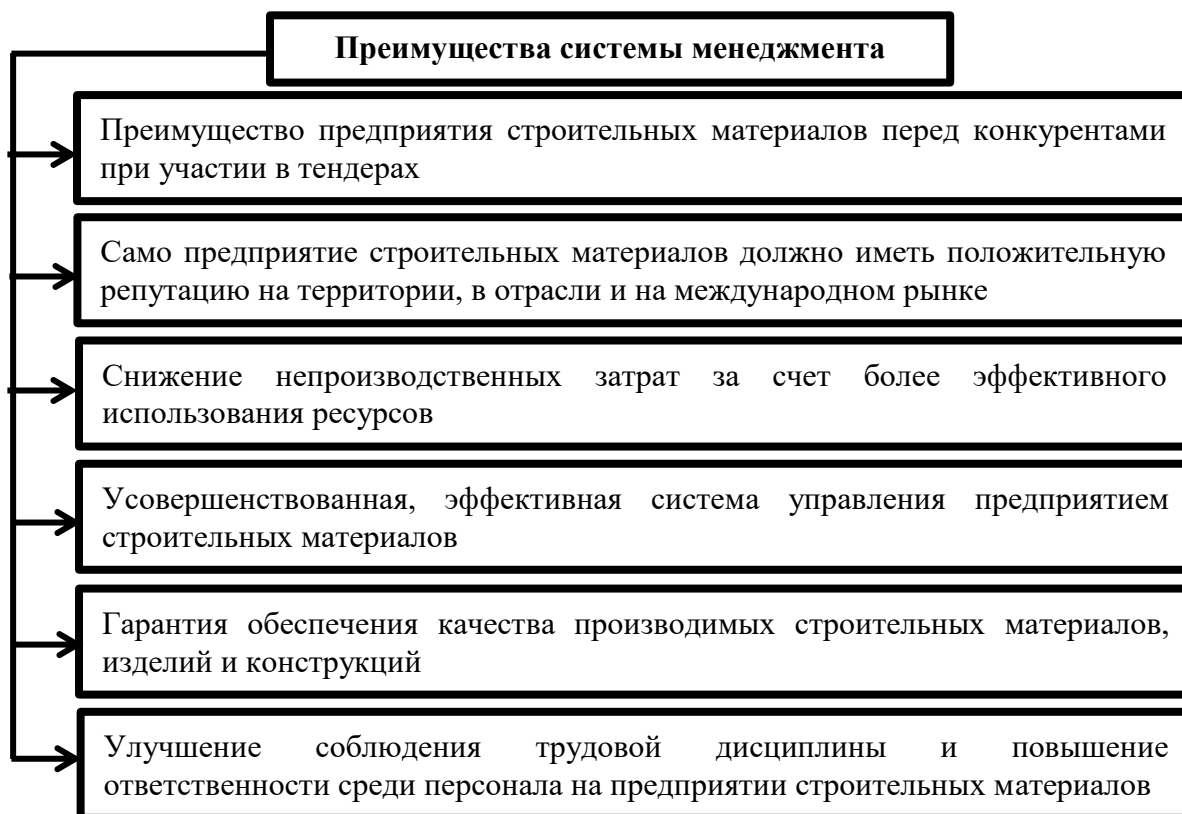 Преимущества системы менеджмента
Преимущество предприятия строительных материалов перед конкурентами
при участии в тендерах
Само предприятие строительных материалов должно иметь положительную
репутацию на территории, в отрасли и на международном рынке
Снижение непроизводственных затрат за счет более эффективного
использования ресурсов
Усовершенствованная, эффективная система управления предприятием
строительных материалов
Гарантия обеспечения качества производимых строительных материалов,
изделий и конструкций
Улучшение соблюдения трудовой дисциплины и повышение
ответственности среди персонала на предприятии строительных материалов